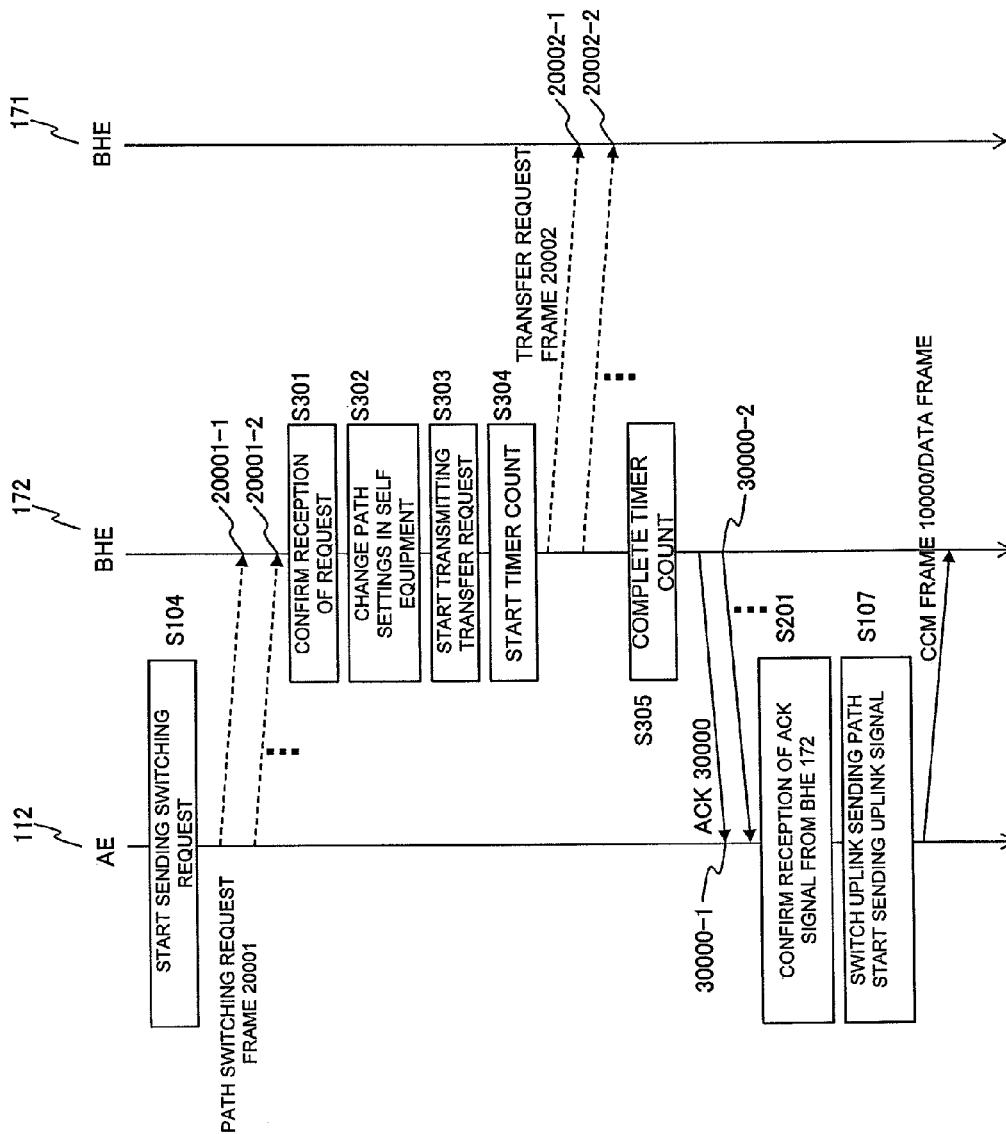 112
172
171
AE
BHE
BHE
START SENDING SWITCHING
REQUEST
S104
PATH SWITCHING REQUEST
FRAME 20001
20001-1
20001-2
CONFIRM RECEPTION
OF REQUEST
S301
CHANGE PATH
SETTINGS IN SELF
EQUIPMENT
S302
START TRANSMITTING
TRANSFER REQUEST
S303
START TIMER COUNT
S304
TRANSFER REQUEST
FRAME 20002
20002-1
20002-2
S305
COMPLETE TIMER
COUNT
ACK 30000
30000-1
30000-2
CONFIRM RECEPTION OF ACK
SIGNAL FROM BHE 172
S201
SWITCH UPLINK SENDING PATH
START SENDING UPLINK SIGNAL
S107
CCM FRAME 10000/DATA FRAME